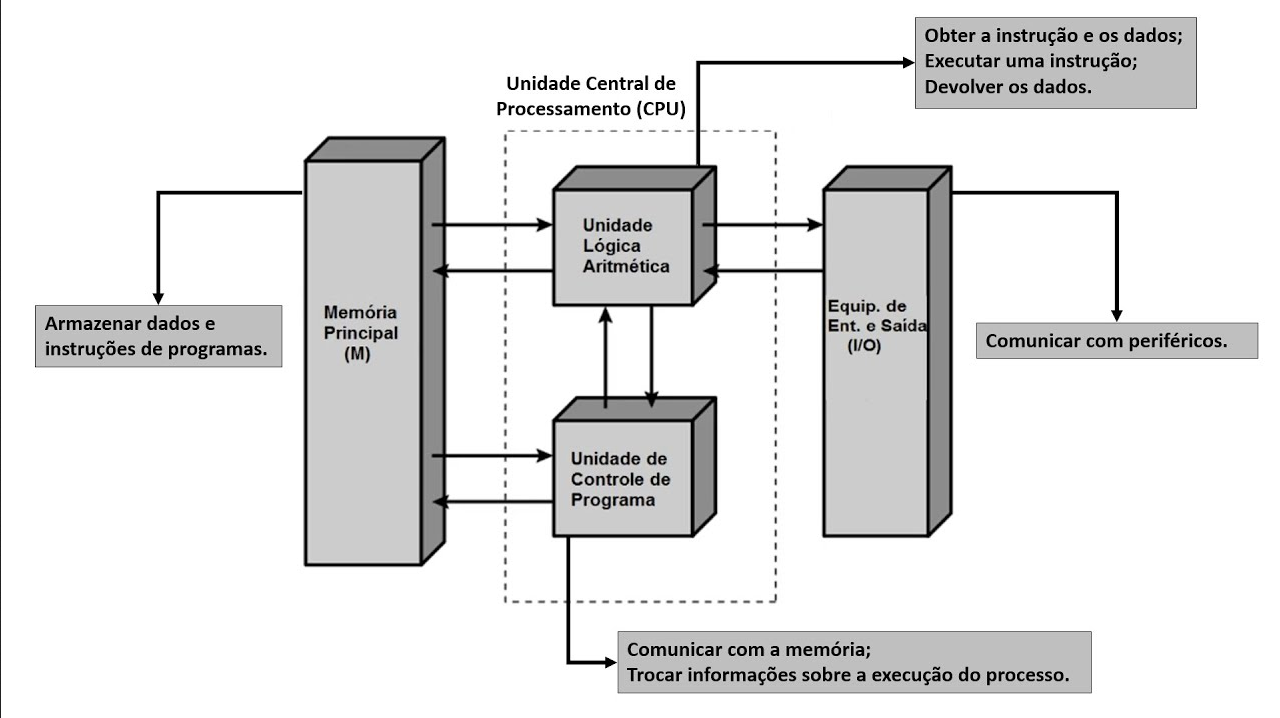 Obter a instrução e os dados;
Executar uma instrução;
Devolver os dados.
Unidade Central de
Processamento (CPU)
Unidade
Lógica
Aritmética
Memória
Principal
(M)
Equip. de
Ent. e Saída
(I/O)
Armazenar dados e
instruções de programas.
Comunicar com periféricos.
Unidade de
Controle de
Programa
Comunicar com a memória;
Trocar informações sobre a execução do processo.